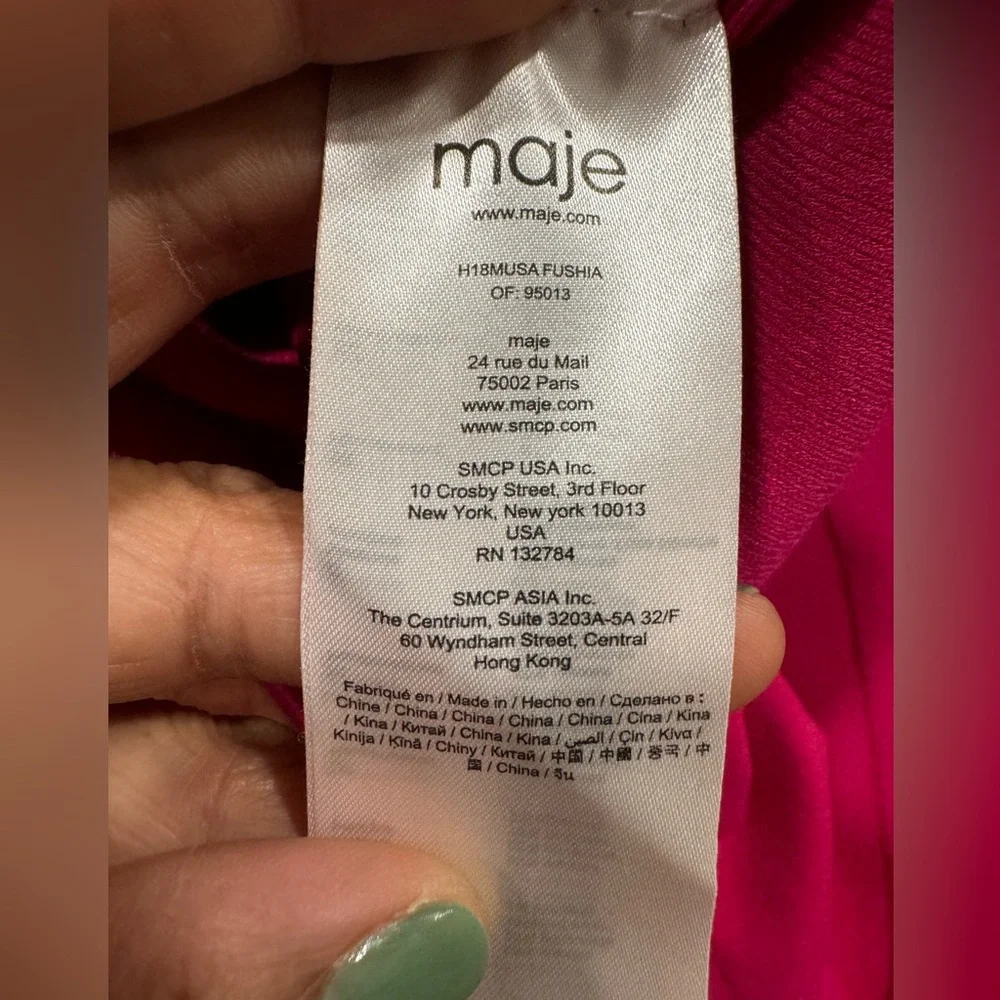 maje
www.maje.com
H18MUSA FUSHIA
OF: 95013
maje
24 rue du Mail
75002 Paris
www.maje.com
www.smcp.com
SMCP USA Inc.
10 Crosby Street, 3rd Floor
New York, New york 10013
USA
RN 132784
SMCP ASIA Inc.
The Centrium, Suite 3203A-5A 32/F
60 Wyndham Street, Central
Hong Kong
Fabriqué en / Made in / Hecho en / Сделано в :
Chine / China / China / China / China / Cina / Kina
/ Kina / Китай / China / Kina / الصين / Çin / Κίνα /
Kinija / Ķīnā / Chiny / Китай / 中国 / 中國 / 중국 / 中
国 / China / จีน